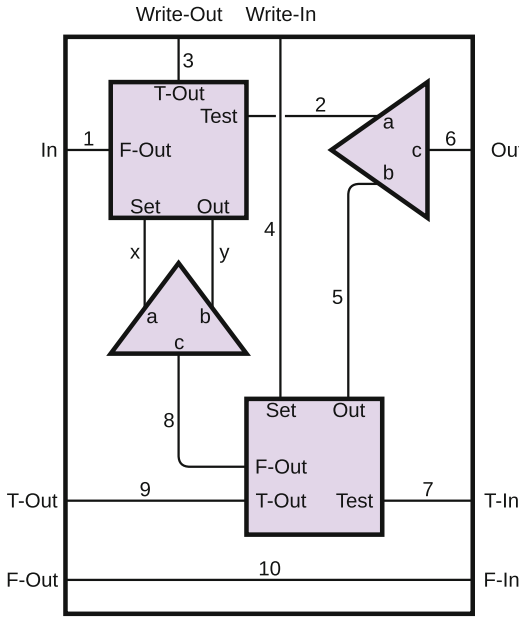 Write-Out Write-In
3
T-Out
Test
2
a
In
1
F-Out
c
6
Out
b
Set Out
x
y
4
5
a
b
c
8
Set Out
F-Out
T-Out
9
T-Out
Test
7
T-In
F-Out
10
F-In